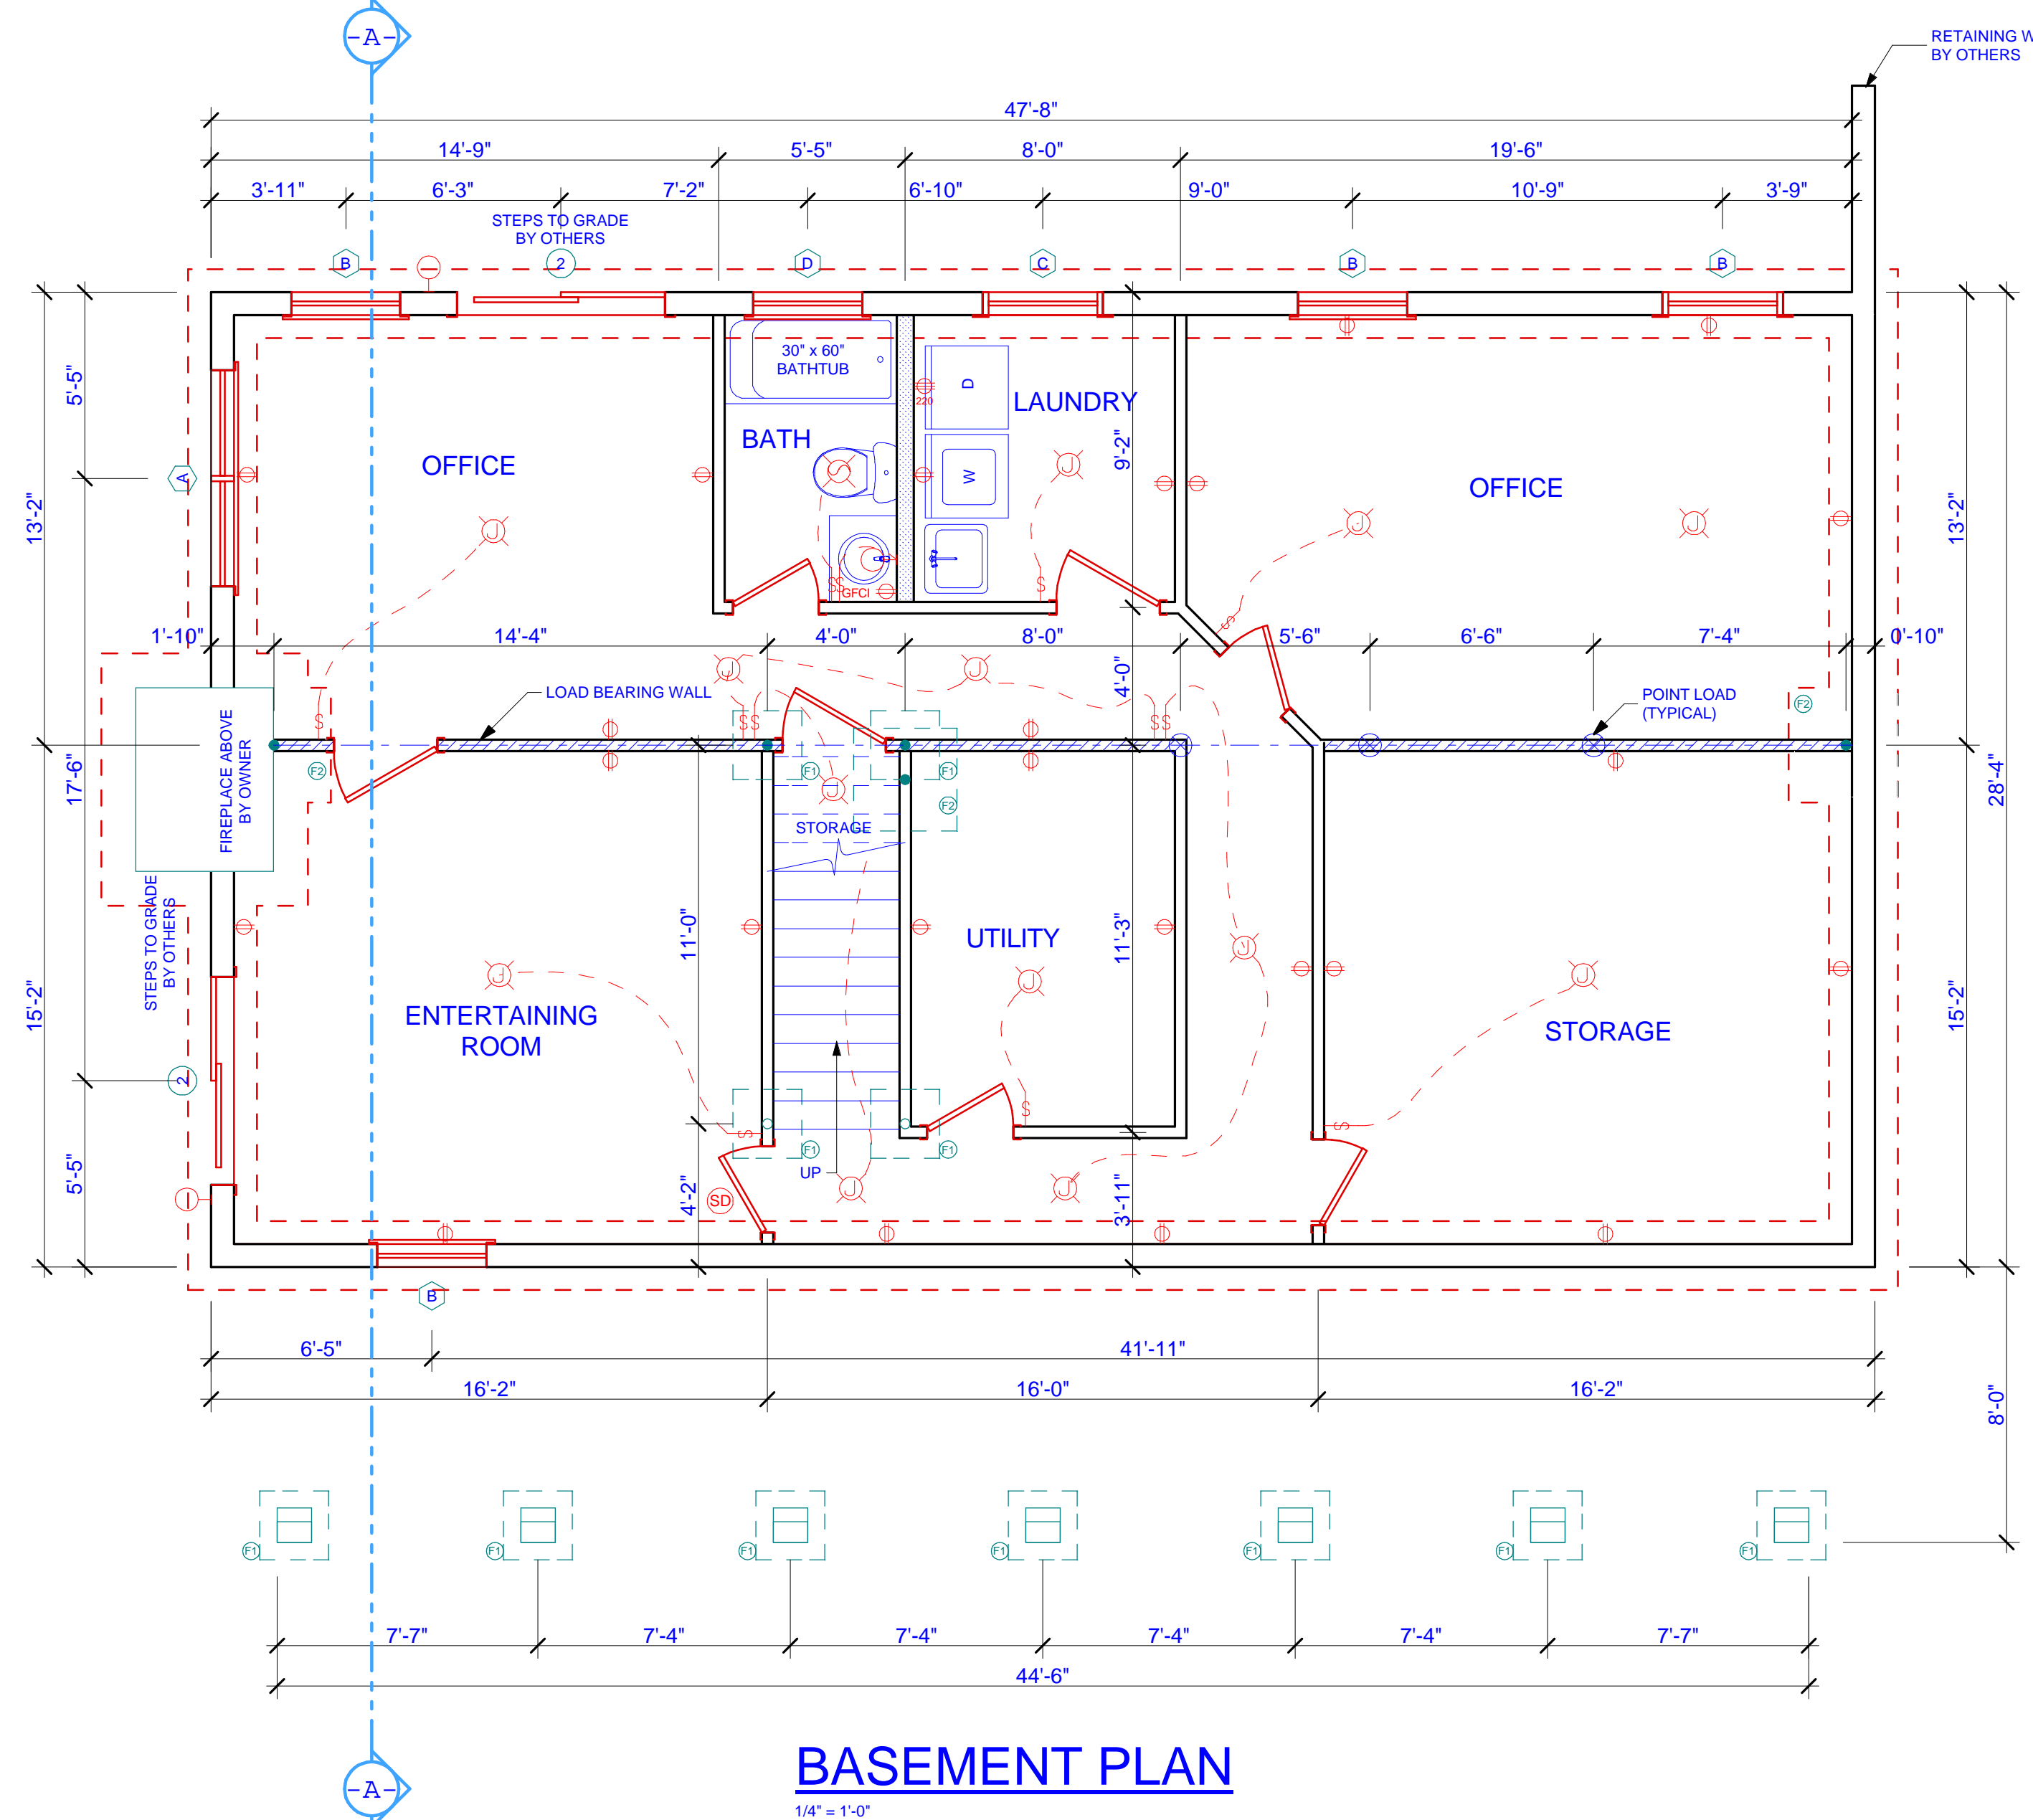 -A-
RETAINING
BY OTHERS
47'-8"
14'-9"
5'-5"
8'-0"
19'-6"
3'-11"
6'-3"
7'-2"
6'-10"
9'-0"
10'-9"
3'-9"
STEPS TO GRADE
BY OTHERS
B
2
D
C
B
B
30" x 60"
BATHTUB
D
220
LAUNDRY
BATH
OFFICE
9'-2"
W
OFFICE
A
5'-5"
13'-2"
13'-2"
J
S
J
J
J
S
S
S
GFCI
S
S
1'-10"
14'-4"
4'-0"
8'-0"
5'-6"
6'-6"
7'-4"
0'-10"
J
J
4'-0"
LOAD BEARING WALL
POINT LOAD
(TYPICAL)
F2
S
S
S
S
S
FIREPLACE ABOVE
BY OWNER
F2
F1
F1
J
F2
17'-6"
28'-4"
STORAGE
STEPS TO GRADE
BY OTHERS
11'-0"
UTILITY
11'-3"
J
J
J
J
15'-2"
15'-2"
ENTERTAINING
ROOM
STORAGE
2
S
S
S
F1
F1
5'-5"
UP
4'-2"
SD
J
J
3'-11"
B
6'-5"
41'-11"
16'-2"
16'-0"
16'-2"
8'-0"
F1
F1
F1
F1
F1
F1
F1
7'-7"
7'-4"
7'-4"
7'-4"
7'-4"
7'-7"
44'-6"
BASEMENT PLAN
-A-
1/4" = 1'-0"